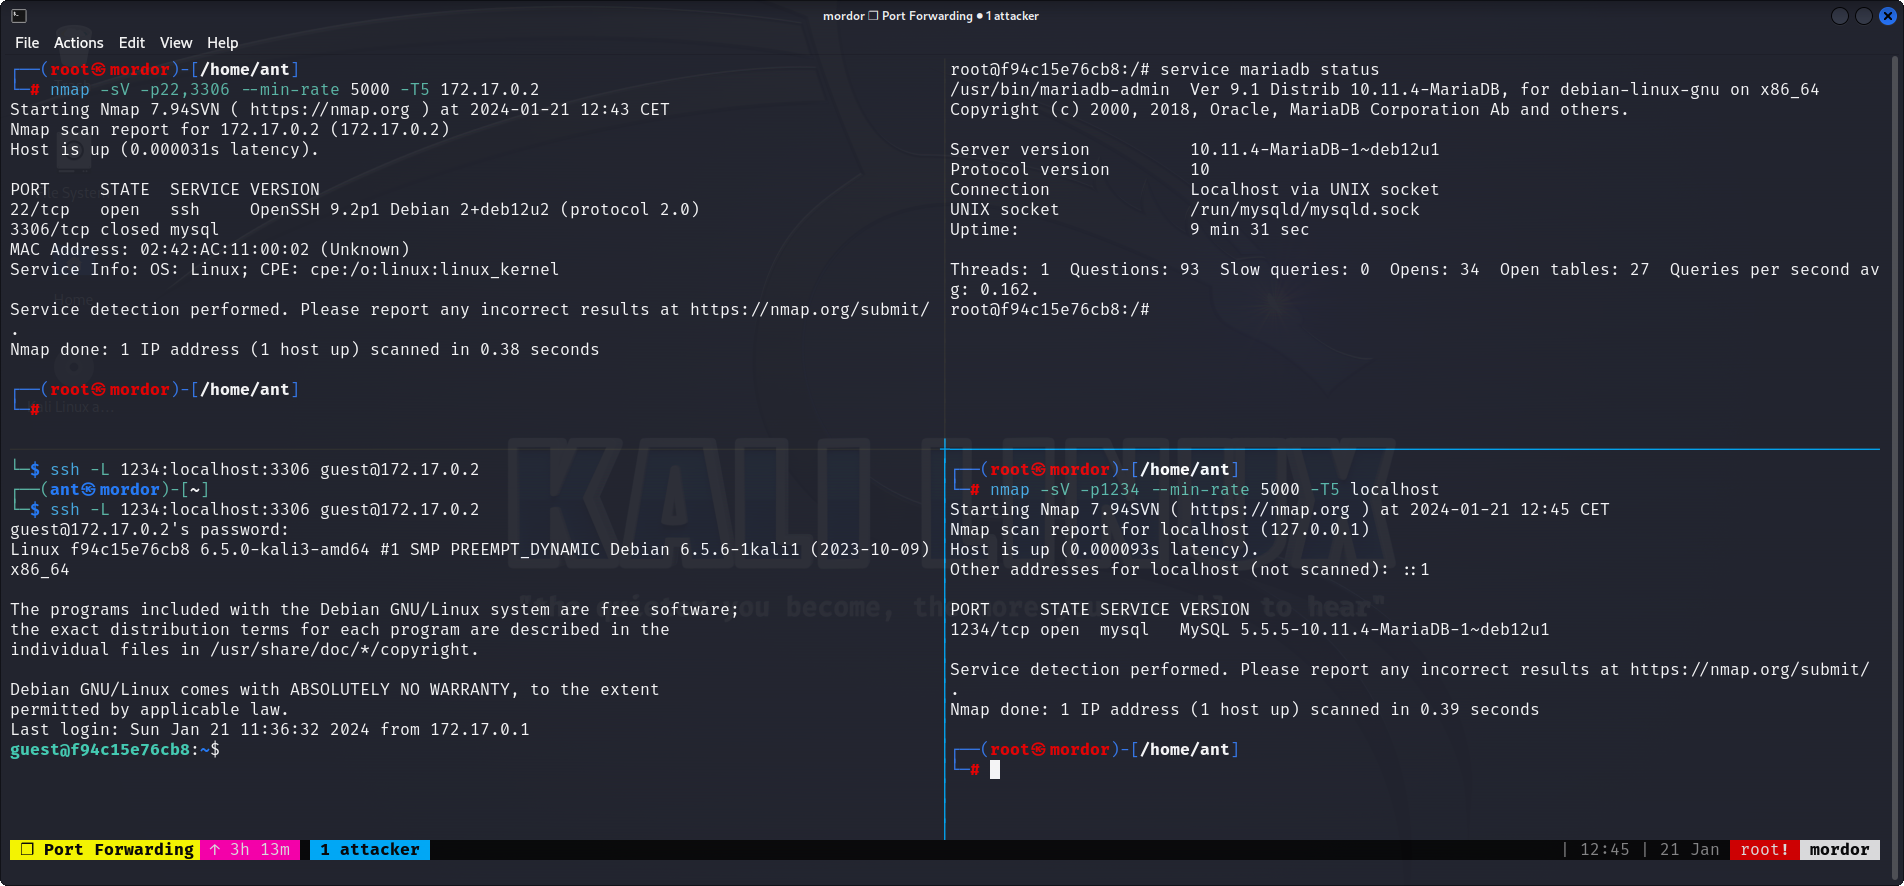 mordor ❐ Port Forwarding ● 1 attacker
File Actions Edit View Help
┌──(root㉿mordor)-[/home/ant]
└─# nmap -sV -p22,3306 --min-rate 5000 -T5 172.17.0.2
Starting Nmap 7.94SVN ( https://nmap.org ) at 2024-01-21 12:43 CET
Nmap scan report for 172.17.0.2 (172.17.0.2)
Host is up (0.000031s latency).
PORT     STATE  SERVICE VERSION
22/tcp   open   ssh     OpenSSH 9.2p1 Debian 2+deb12u2 (protocol 2.0)
3306/tcp closed mysql
MAC Address: 02:42:AC:11:00:02 (Unknown)
Service Info: OS: Linux; CPE: cpe:/o:linux:linux_kernel
Service detection performed. Please report any incorrect results at https://nmap.org/submit/
.
Nmap done: 1 IP address (1 host up) scanned in 0.38 seconds
┌──(root㉿mordor)-[/home/ant]
└─#
root@f94c15e76cb8:/# service mariadb status
/usr/bin/mariadb-admin  Ver 9.1 Distrib 10.11.4-MariaDB, for debian-linux-gnu on x86_64
Copyright (c) 2000, 2018, Oracle, MariaDB Corporation Ab and others.
Server version          10.11.4-MariaDB-1~deb12u1
Protocol version        10
Connection              Localhost via UNIX socket
UNIX socket             /run/mysqld/mysqld.sock
Uptime:                 9 min 31 sec
Threads: 1  Questions: 93  Slow queries: 0  Opens: 34  Open tables: 27  Queries per second av
g: 0.162.
root@f94c15e76cb8:/#
└─$ ssh -L 1234:localhost:3306 guest@172.17.0.2
┌──(ant㉿mordor)-[~]
└─$ ssh -L 1234:localhost:3306 guest@172.17.0.2
guest@172.17.0.2's password:
Linux f94c15e76cb8 6.5.0-kali3-amd64 #1 SMP PREEMPT_DYNAMIC Debian 6.5.6-1kali1 (2023-10-09)
x86_64
The programs included with the Debian GNU/Linux system are free software;
the exact distribution terms for each program are described in the
individual files in /usr/share/doc/*/copyright.
Debian GNU/Linux comes with ABSOLUTELY NO WARRANTY, to the extent
permitted by applicable law.
Last login: Sun Jan 21 11:36:32 2024 from 172.17.0.1
guest@f94c15e76cb8:~$
┌──(root㉿mordor)-[/home/ant]
└─# nmap -sV -p1234 --min-rate 5000 -T5 localhost
Starting Nmap 7.94SVN ( https://nmap.org ) at 2024-01-21 12:45 CET
Nmap scan report for localhost (127.0.0.1)
Host is up (0.000093s latency).
Other addresses for localhost (not scanned): ::1
PORT     STATE SERVICE VERSION
1234/tcp open  mysql   MySQL 5.5.5-10.11.4-MariaDB-1~deb12u1
Service detection performed. Please report any incorrect results at https://nmap.org/submit/
.
Nmap done: 1 IP address (1 host up) scanned in 0.39 seconds
┌──(root㉿mordor)-[/home/ant]
└─#
KALI LINUX
❐ Port Forwarding ↑ 3h 13m 1 attacker | 12:45 | 21 Jan root! mordor